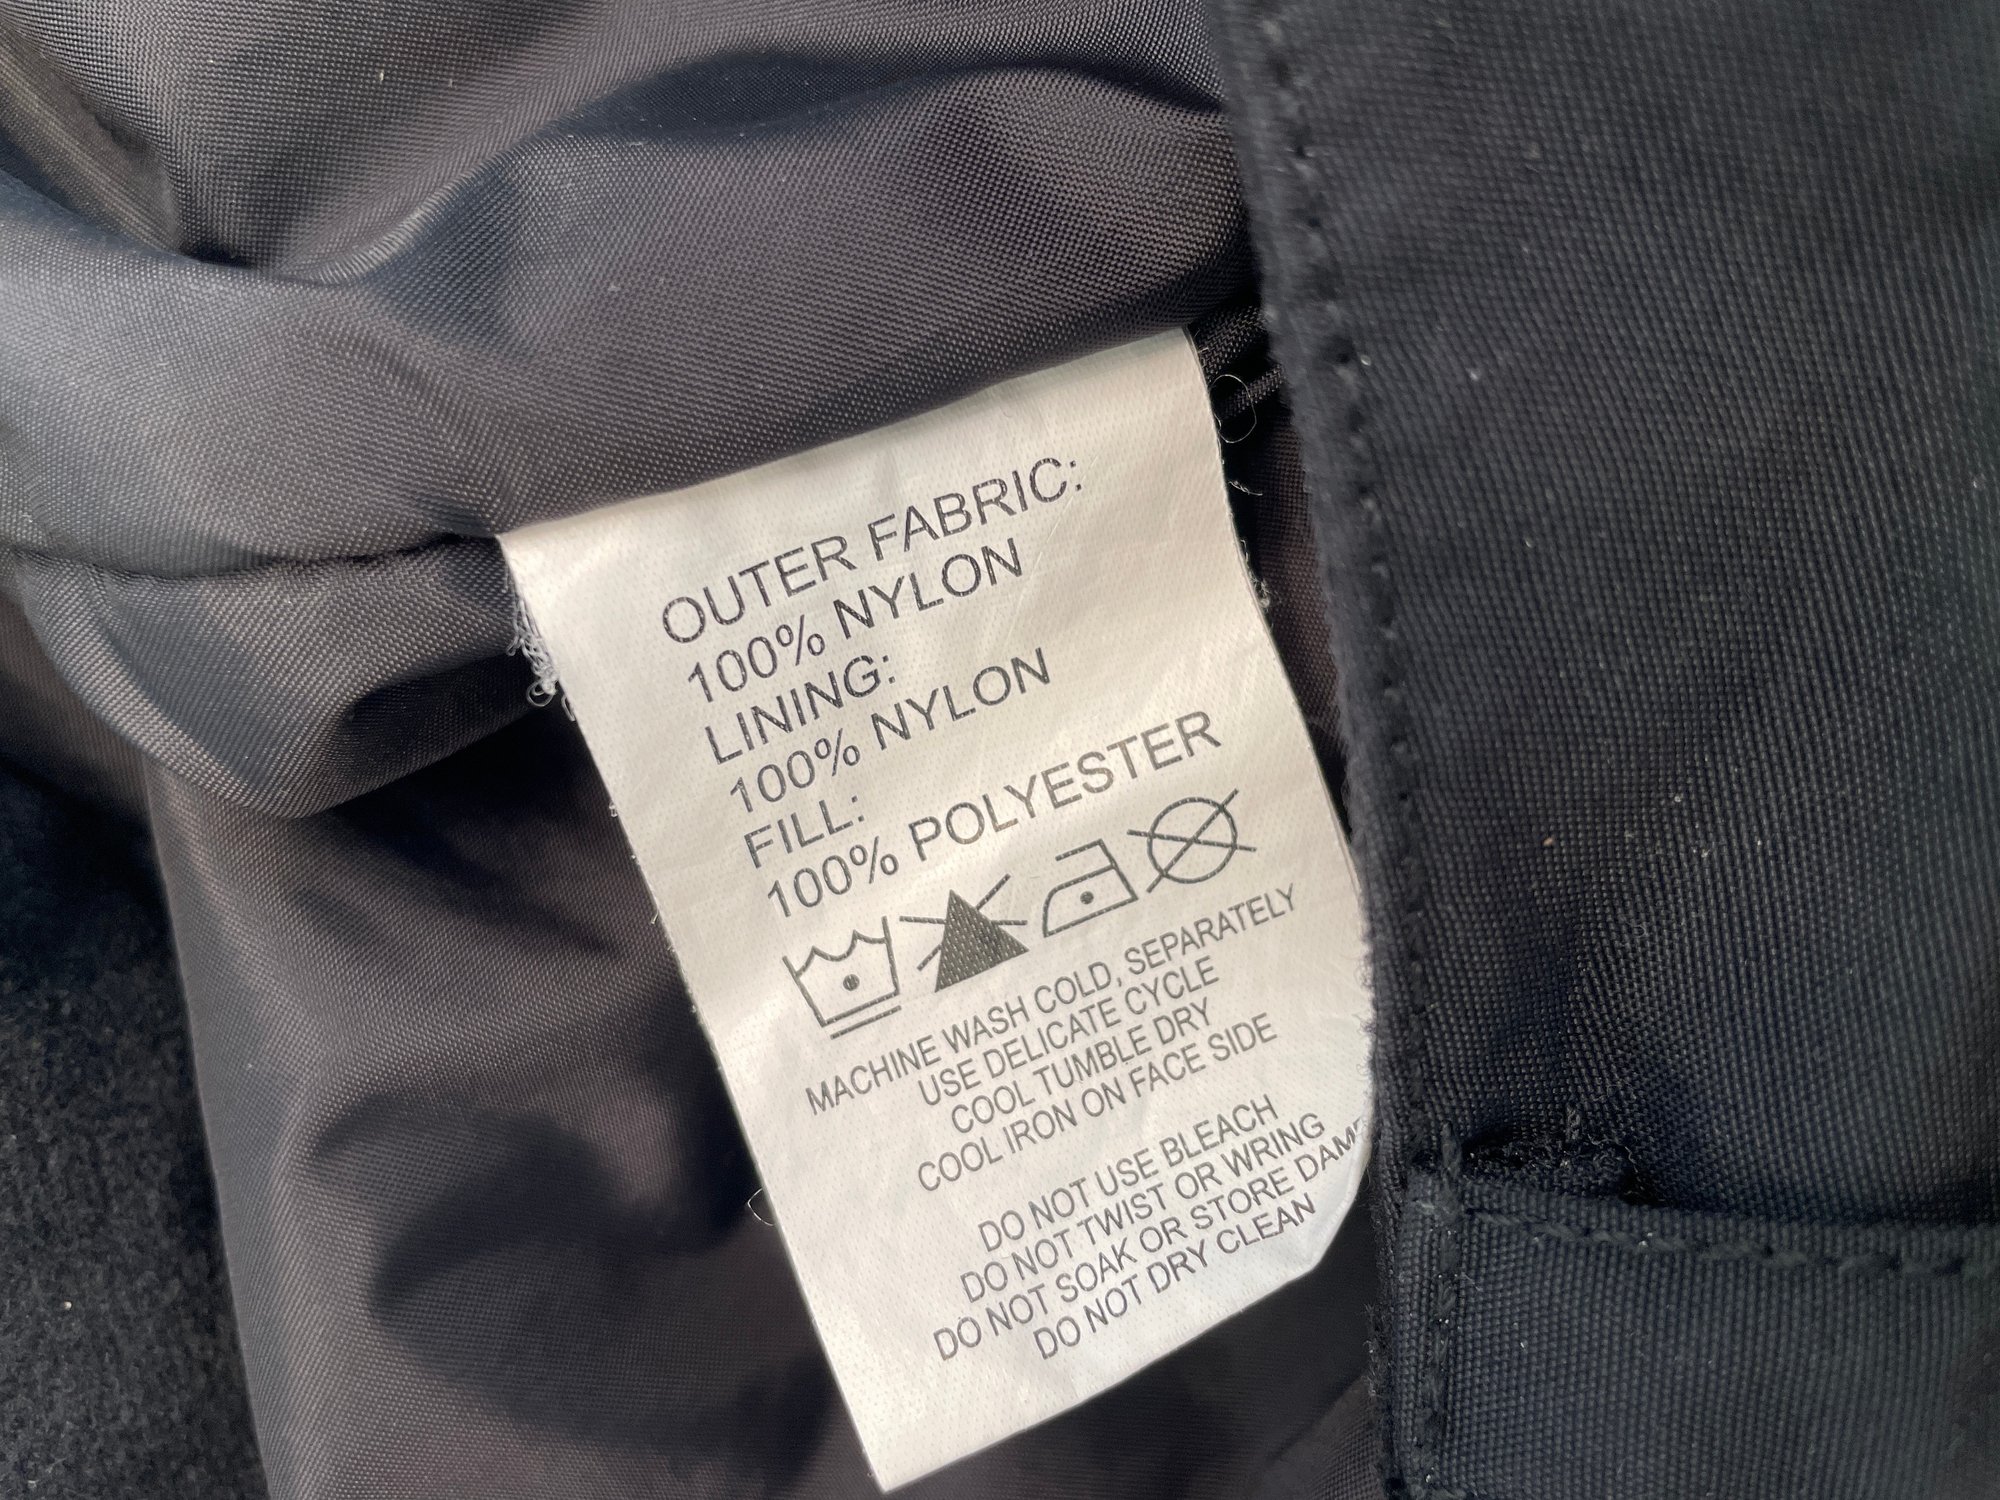 OUTER FABRIC:
100% NYLON
LINING:
100% NYLON
FILL:
100% POLYESTER
MACHINE WASH COLD, SEPARATELY
USE DELICATE CYCLE
COOL TUMBLE DRY
COOL IRON ON FACE SIDE
DO NOT USE BLEACH
DO NOT TWIST OR WRING
DO NOT SOAK OR STORE DAMP
DO NOT DRY CLEAN